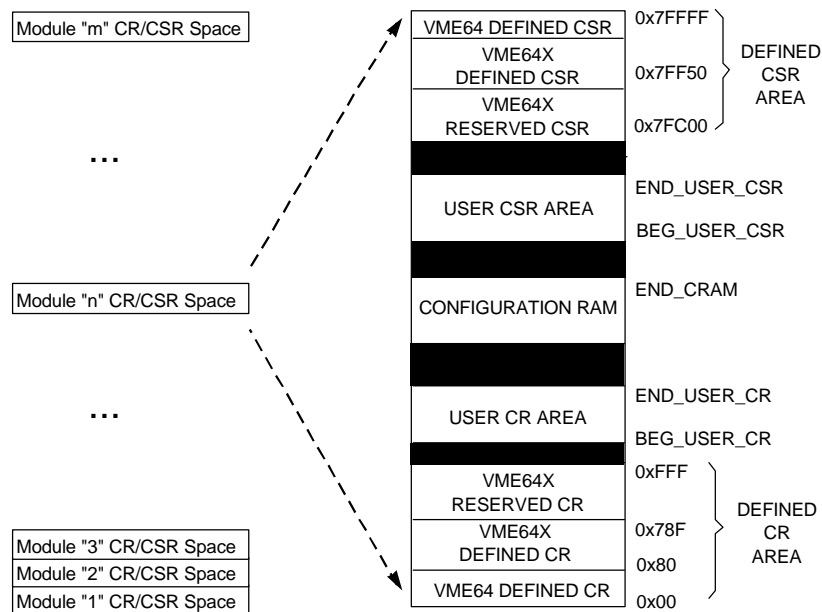 Module "m" CR/CSR Space
...
Module "n" CR/CSR Space
...
Module "3" CR/CSR Space
Module "2" CR/CSR Space
Module "1" CR/CSR Space
VME64 DEFINED CSR
VME64X
DEFINED CSR
VME64X
RESERVED CSR
USER CSR AREA
CONFIGURATION RAM
USER CR AREA
VME64X
RESERVED CR
VME64X
DEFINED CR
VME64 DEFINED CR
0x7FFFF
0x7FF50
0x7FC00
END_USER_CSR
BEG_USER_CSR
END_CRAM
END_USER_CR
BEG_USER_CR
0xFFF
0x78F
0x80
0x00
DEFINED
CSR
AREA
DEFINED
CR
AREA